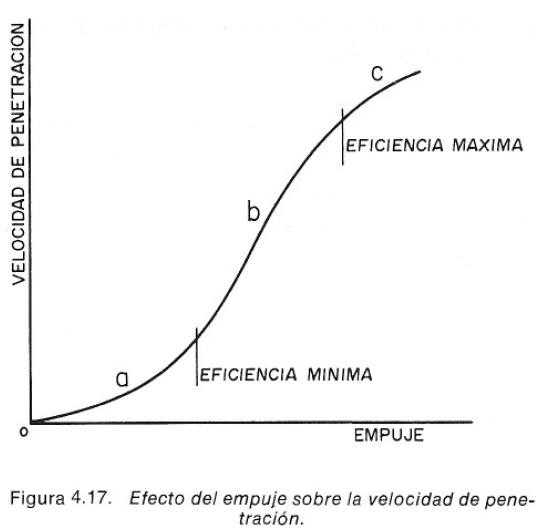 VELOCIDAD DE PENETRACION
c
EFICIENCIA MAXIMA
b
a
EFICIENCIA MINIMA
O
EMPUJE
Figura 4.17. Efecto del empuje sobre la velocidad de pene-
tración.